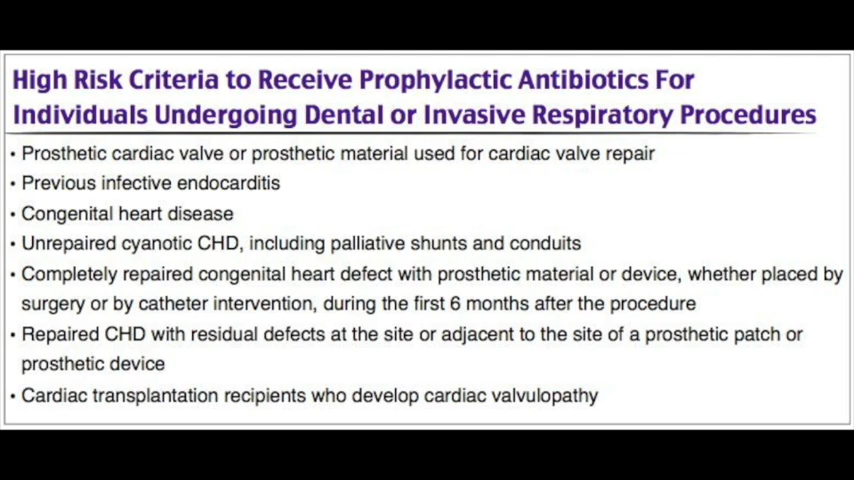 High Risk Criteria to Receive Prophylactic Antibiotics For
Individuals Undergoing Dental or Invasive Respiratory Procedures
• Prosthetic cardiac valve or prosthetic material used for cardiac valve repair
• Previous infective endocarditis
• Congenital heart disease
• Unrepaired cyanotic CHD, including palliative shunts and conduits
• Completely repaired congenital heart defect with prosthetic material or device, whether placed by
surgery or by catheter intervention, during the first 6 months after the procedure
• Repaired CHD with residual defects at the site or adjacent to the site of a prosthetic patch or
prosthetic device
• Cardiac transplantation recipients who develop cardiac valvulopathy